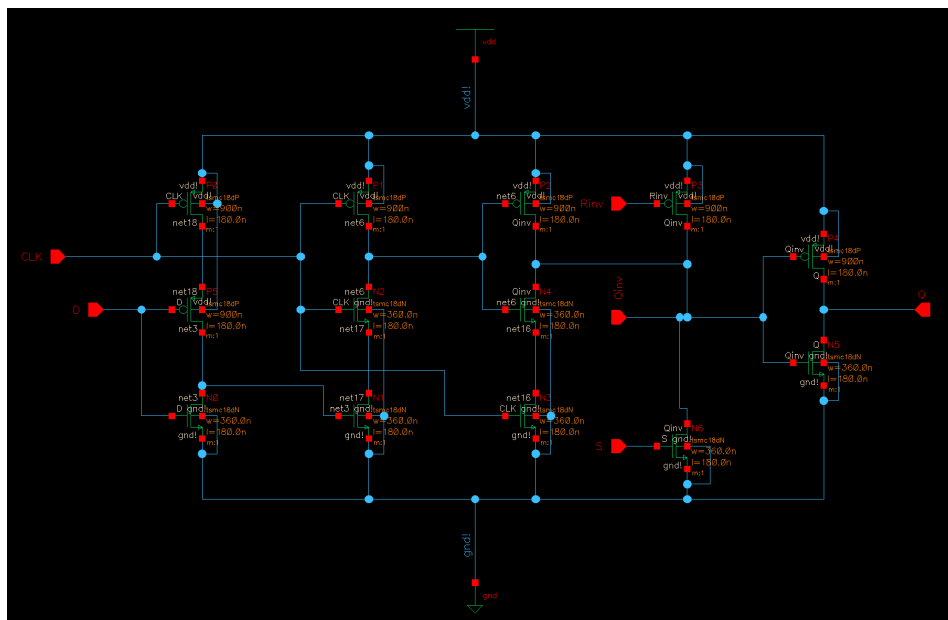 vdd
vdd!
vdd! P0
CLK vdd! tsmc18dP
w=900n
l=180.0n
net18 m:1
vdd! P1
CLK vdd! tsmc18dP
w=900n
l=180.0n
net6 m:1
vdd! P2
net6 vdd! tsmc18dP
w=900n
l=180.0n
Qinv m:1
vdd! P3
Rinv Rinv vdd! tsmc18dP
w=900n
l=180.0n
Qinv m:1
vdd! P4
Qinv vdd! tsmc18dP
w=900n
l=180.0n
Q m:1
CLK
net18 P5
D D vdd! tsmc18dP
w=900n
l=180.0n
net3 m:1
net6 N2
CLK gnd! tsmc18dN
w=360.0n
l=180.0n
net17 m:1
Qinv N4
net6 gnd! tsmc18dN
w=360.0n
l=180.0n
net16 m:1
Qinv
Q
Q N5
Qinv gnd! tsmc18dN
w=360.0n
l=180.0n
gnd! m:1
net3 N0
D gnd! tsmc18dN
w=360.0n
l=180.0n
gnd! m:1
net17 N1
net3 gnd! tsmc18dN
w=360.0n
l=180.0n
gnd! m:1
net16 N3
CLK gnd! tsmc18dN
w=360.0n
l=180.0n
gnd! m:1
Qinv N6
S S gnd! tsmc18dN
w=360.0n
l=180.0n
gnd! m:1
gnd!
gnd